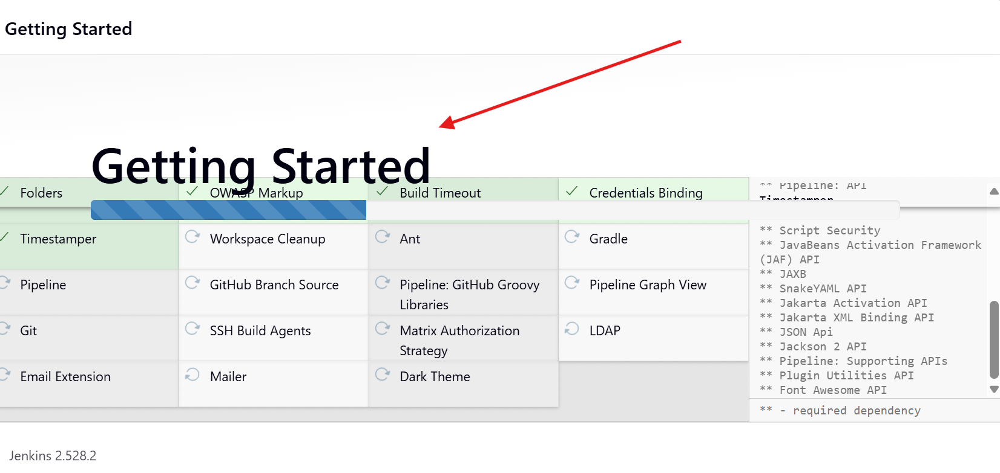 Getting Started
Getting Started
Folders
OWASP Markup
Build Timeout
Credentials Binding
Timestamper
Workspace Cleanup
Ant
Gradle
Pipeline
GitHub Branch Source
Pipeline: GitHub Groovy
Libraries
Pipeline Graph View
Git
SSH Build Agents
Matrix Authorization
Strategy
LDAP
Email Extension
Mailer
Dark Theme
** Pipeline: API
Timestamper
** Script Security
** JavaBeans Activation Framework
(JAF) API
** JAXB
** SnakeYAML API
** Jakarta Activation API
** Jakarta XML Binding API
** JSON Api
** Jackson 2 API
** Pipeline: Supporting APIs
** Plugin Utilities API
** Font Awesome API
** - required dependency
Jenkins 2.528.2